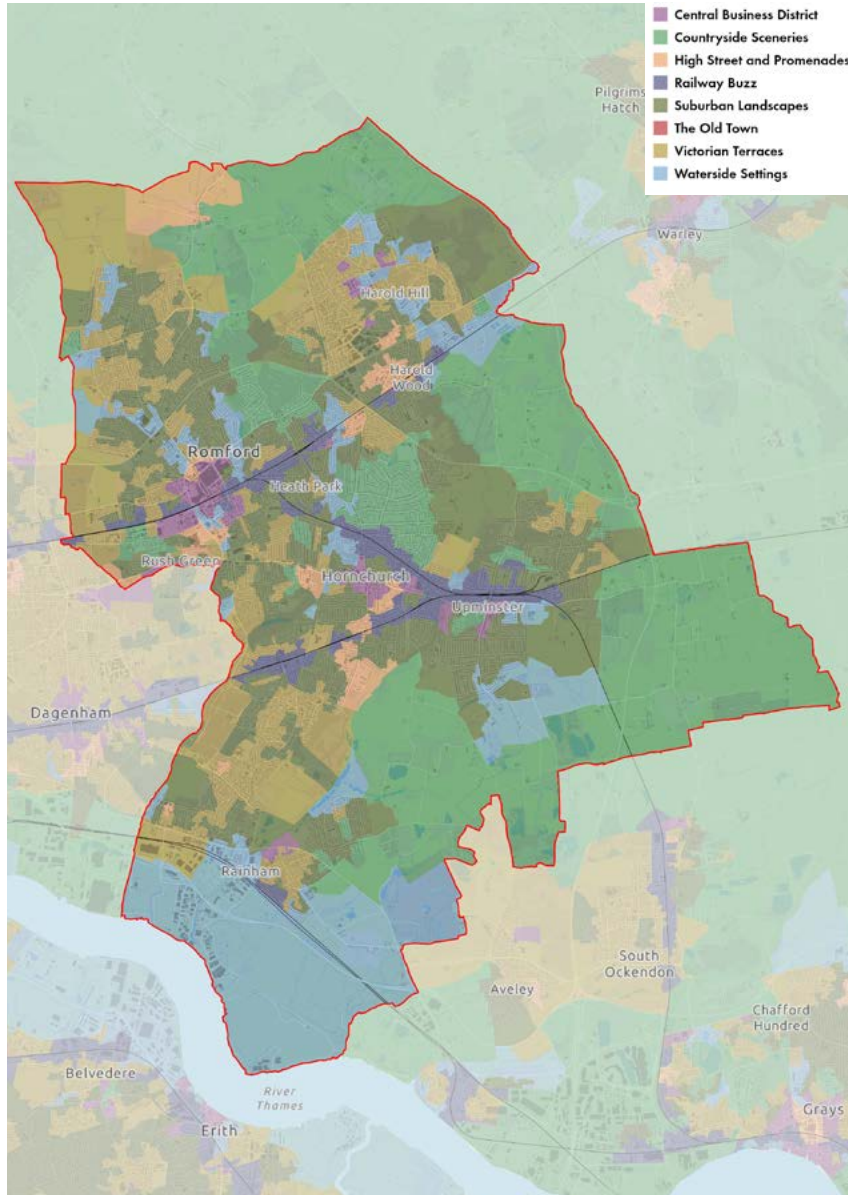 Central Business District
Countryside Sceneries
High Street and Promenades
Railway Buzz
Suburban Landscapes
The Old Town
Victorian Terraces
Waterside Settings
Pilgrims
Hatch
Warley
Harold Hill
Harold
Wood
Romford
Heath Park
Rush Green
Hornchurch
Upminster
Dagenham
Rainham
South
Ockendon
Aveley
Chafford
Hundred
Belvedere
River
Thames
Grays
Erith